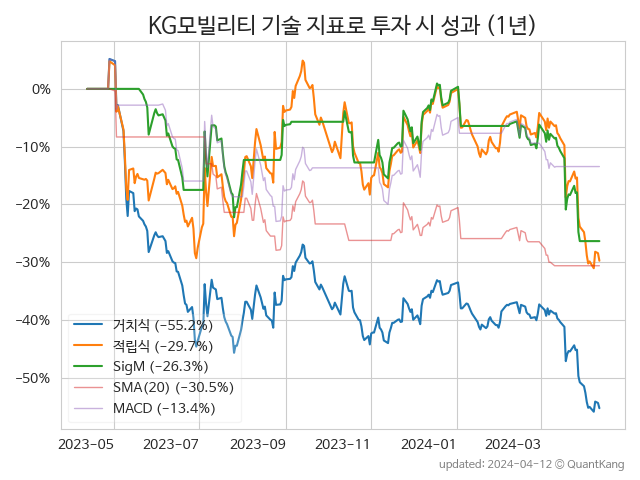 KG모빌리티 기술 지표로 투자 시 성과 (1년)
0%
−10%
−20%
−30%
−40%
−50%
거치식 (−55.2%)
적립식 (−29.7%)
SigM (−26.3%)
SMA(20) (−30.5%)
MACD (−13.4%)
2023-05 2023-07 2023-09 2023-11 2024-01 2024-03
updated: 2024-04-12 © QuantKang